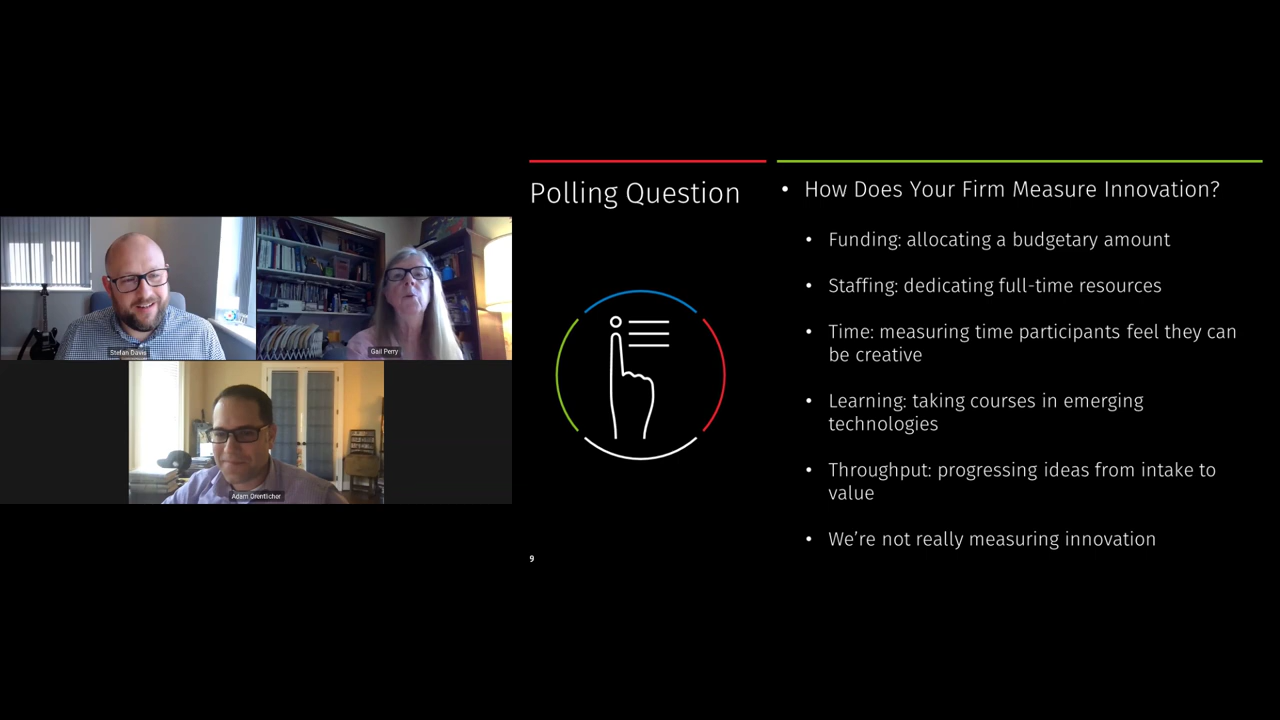 Polling Question
• How Does Your Firm Measure Innovation?
• Funding: allocating a budgetary amount
• Staffing: dedicating full-time resources
• Time: measuring time participants feel they can
be creative
• Learning: taking courses in emerging
technologies
• Throughput: progressing ideas from intake to
value
• We’re not really measuring innovation
9
Stefan Davis
Gail Perry
Adam Orentlicher